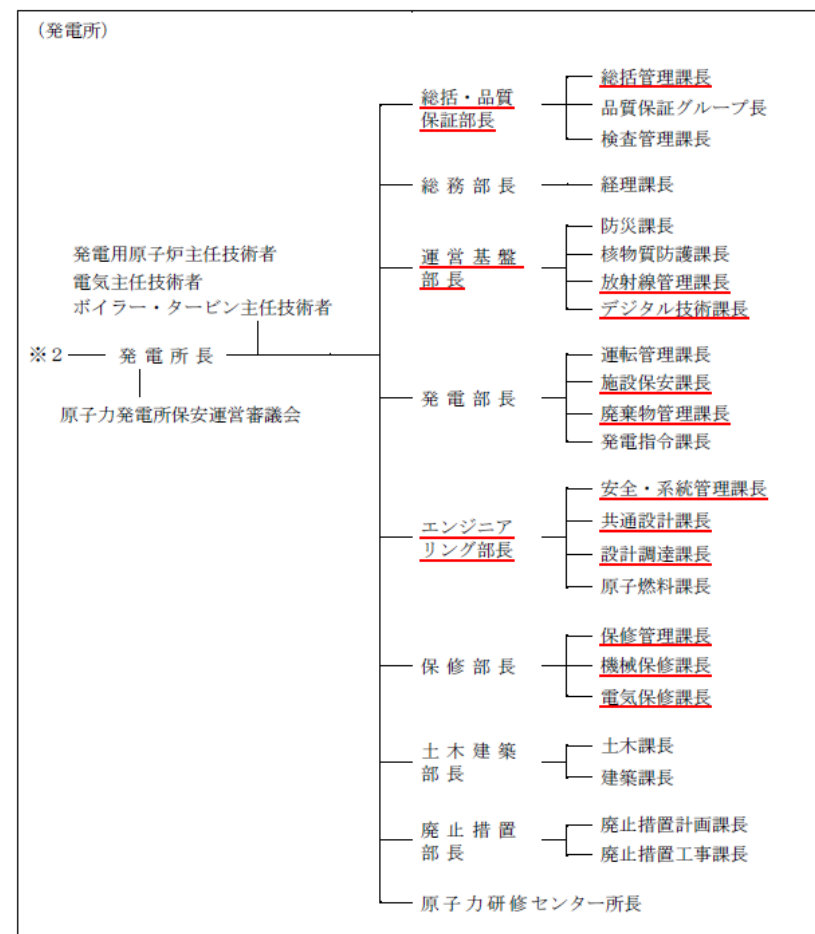 （発電所）
総括・品質
保証部長
総括管理課長
品質保証グループ長
検査管理課長
総務部長
経理課長
発電用原子炉主任技術者
電気主任技術者
ボイラー・タービン主任技術者
※2
発電所長
原子力発電所保安運営審議会
運営基盤
部長
防災課長
核物質防護課長
放射線管理課長
デジタル技術課長
発電部長
運転管理課長
施設保安課長
廃棄物管理課長
発電指令課長
エンジニア
リング部長
安全・系統管理課長
共通設計課長
設計調達課長
原子燃料課長
保修部長
保修管理課長
機械保修課長
電気保修課長
土木建築
部長
土木課長
建築課長
廃止措置
部長
廃止措置計画課長
廃止措置工事課長
原子力研修センター所長